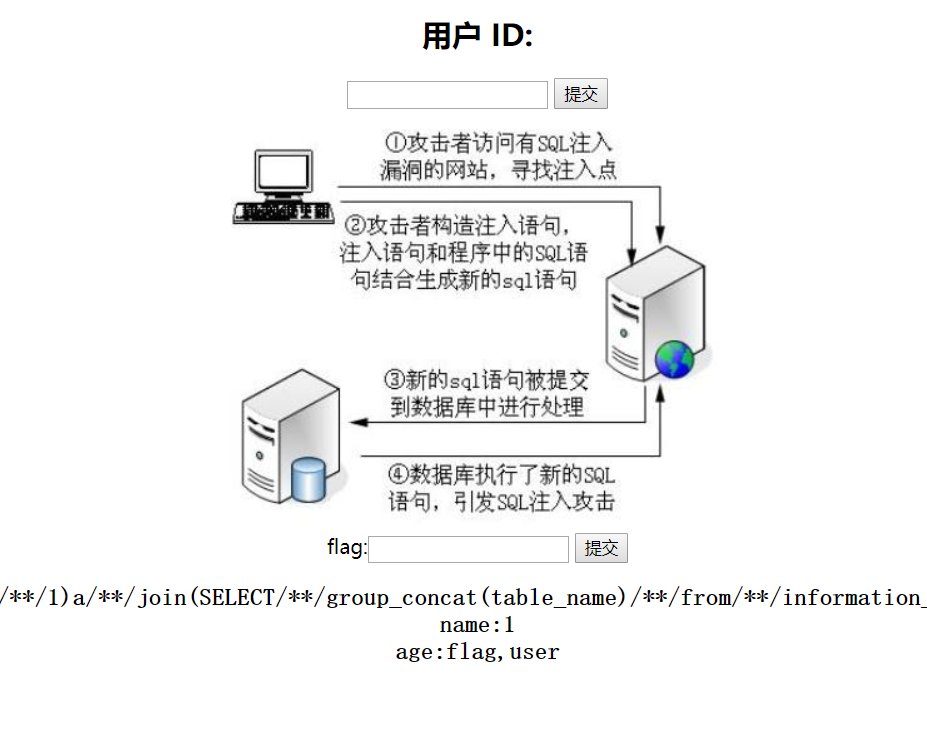 用户 ID:
提交
①攻击者访问有SQL注入
漏洞的网站，寻找注入点
②攻击者构造注入语句，
注入语句和程序中的SQL语
句结合生成新的sql语句
③新的sql语句被提交
到数据库中进行处理
④数据库执行了新的SQL
语句，引发SQL注入攻击
flag: 提交
/**/1)a/**/join(SELECT/**/group_concat(table_name)/**/from/**/information_
name:1
age:flag,user